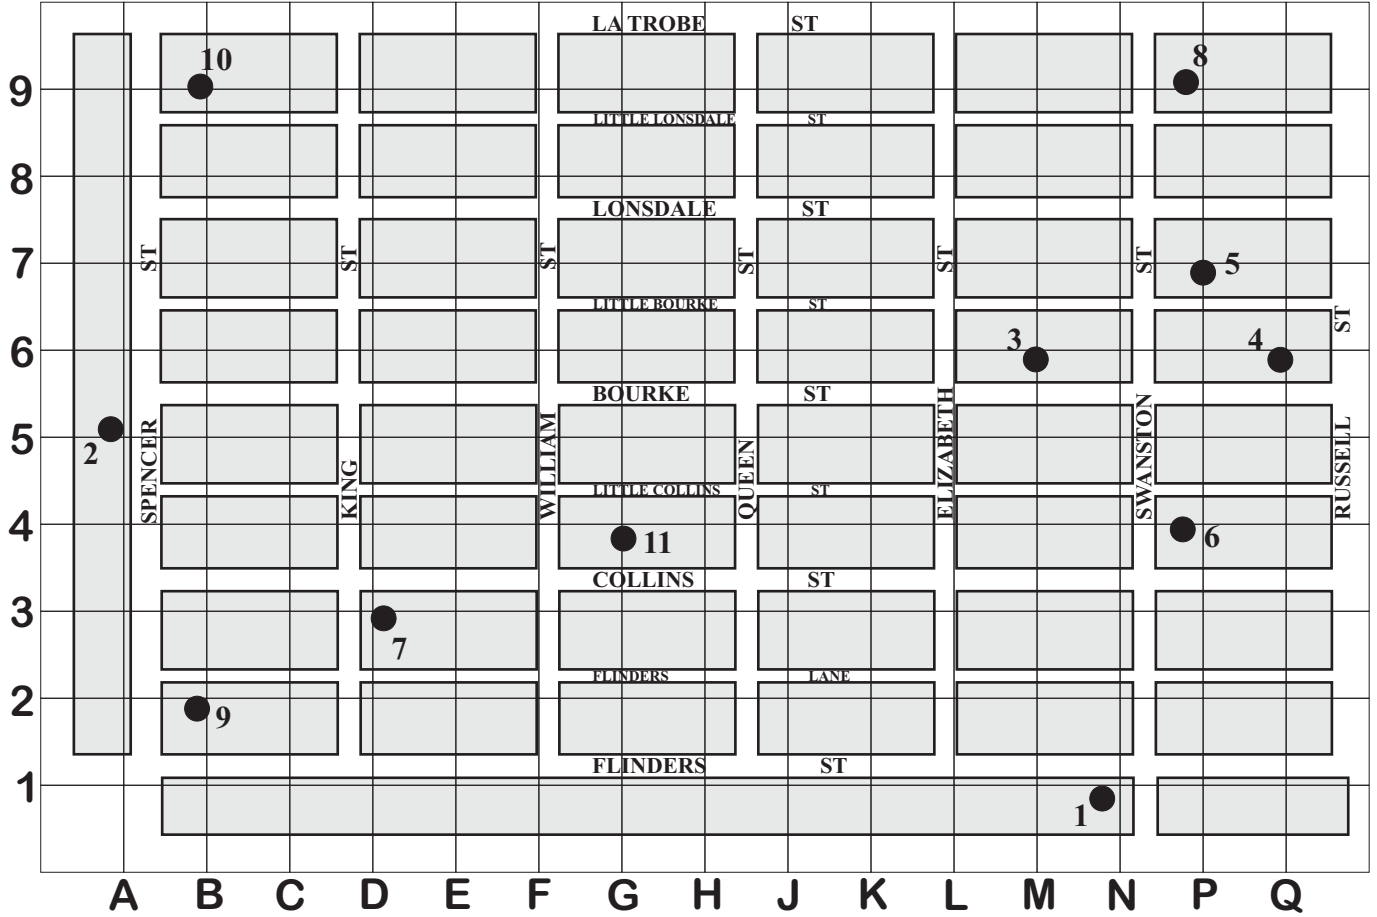 LA TROBE ST
10
8
9
LITTLE LONSDALE ST
8
LONSDALE ST
7
ST
ST
ST
ST
ST
ST
5
LITTLE BOURKE ST
ST
3
4
6
BOURKE ST
5
2
SPENCER
KING
WILLIAM
QUEEN
ELIZABETH
SWANSTON
RUSSELL
LITTLE COLLINS ST
4
11
6
COLLINS ST
3
7
FLINDERS LANE
2
9
FLINDERS ST
1
1
A B C D E F G H J K L M N P Q